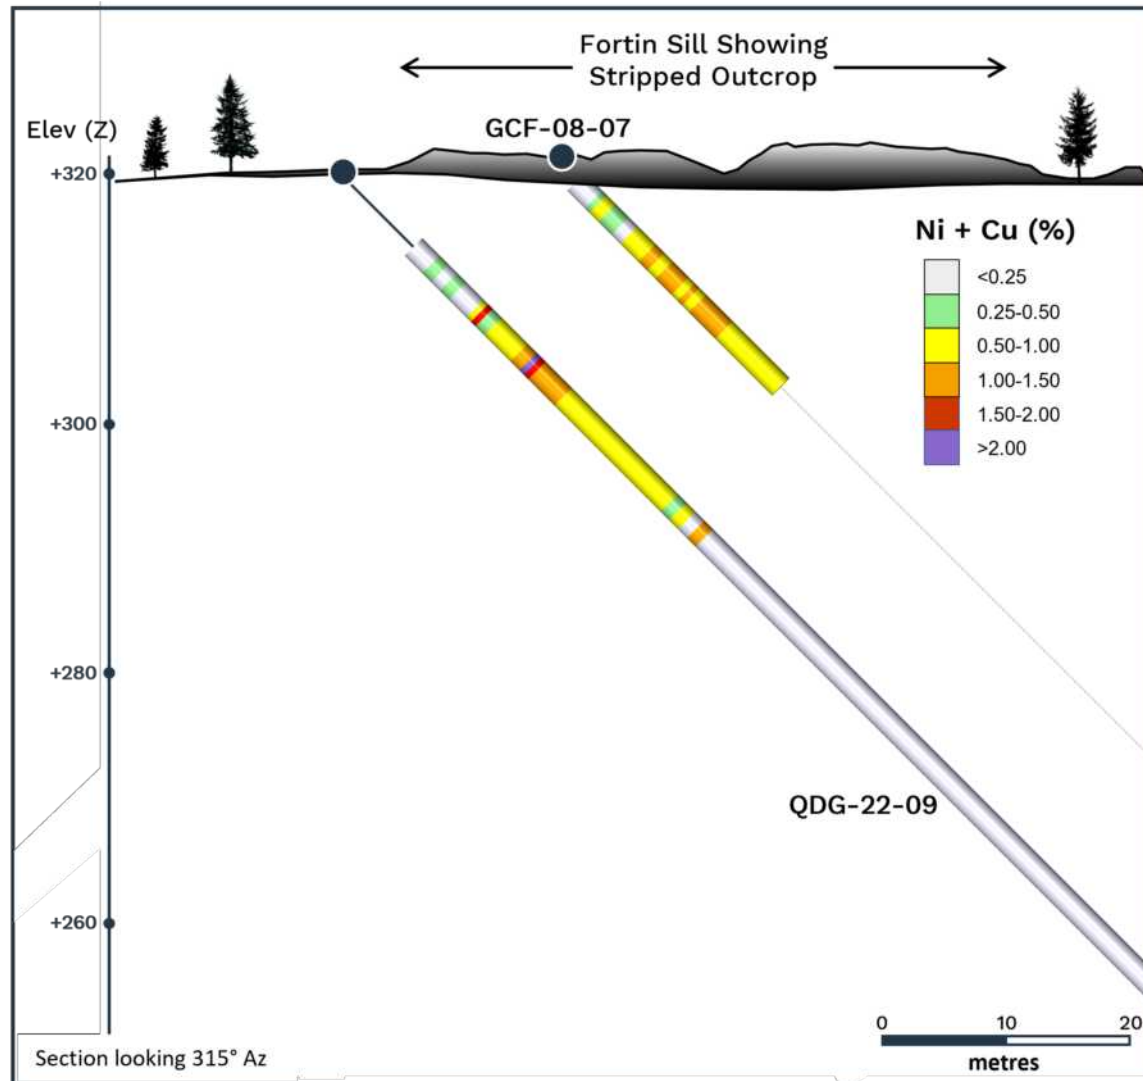 Fortin Sill Showing
Stripped Outcrop
GCF-08-07
Elev (Z)
+320
+300
+280
+260
Ni + Cu (%)
<0.25
0.25-0.50
0.50-1.00
1.00-1.50
1.50-2.00
>2.00
QDG-22-09
0 10 20
metres
Section looking 315° Az